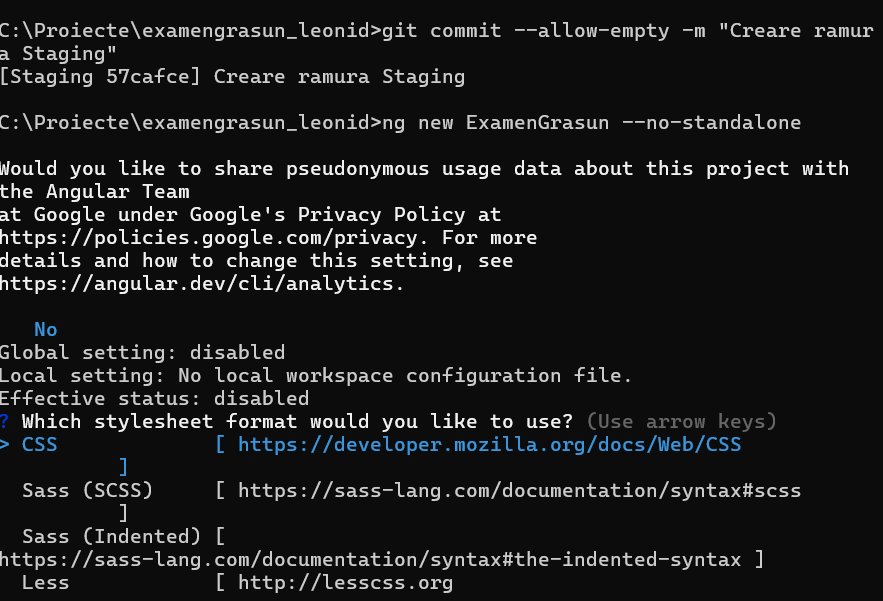 C:\Proiecte\examengrasun_leonid>git commit --allow-empty -m "Creare ramur
a Staging"
[Staging 57cafce] Creare ramura Staging
C:\Proiecte\examengrasun_leonid>ng new ExamenGrasun --no-standalone
Would you like to share pseudonymous usage data about this project with
the Angular Team
at Google under Google's Privacy Policy at
https://policies.google.com/privacy. For more
details and how to change this setting, see
https://angular.dev/cli/analytics.
No
Global setting: disabled
Local setting: No local workspace configuration file.
Effective status: disabled
? Which stylesheet format would you like to use? (Use arrow keys)
> CSS             [ https://developer.mozilla.org/docs/Web/CSS
]
Sass (SCSS)     [ https://sass-lang.com/documentation/syntax#scss
]
Sass (Indented) [
https://sass-lang.com/documentation/syntax#the-indented-syntax ]
Less            [ http://lesscss.org